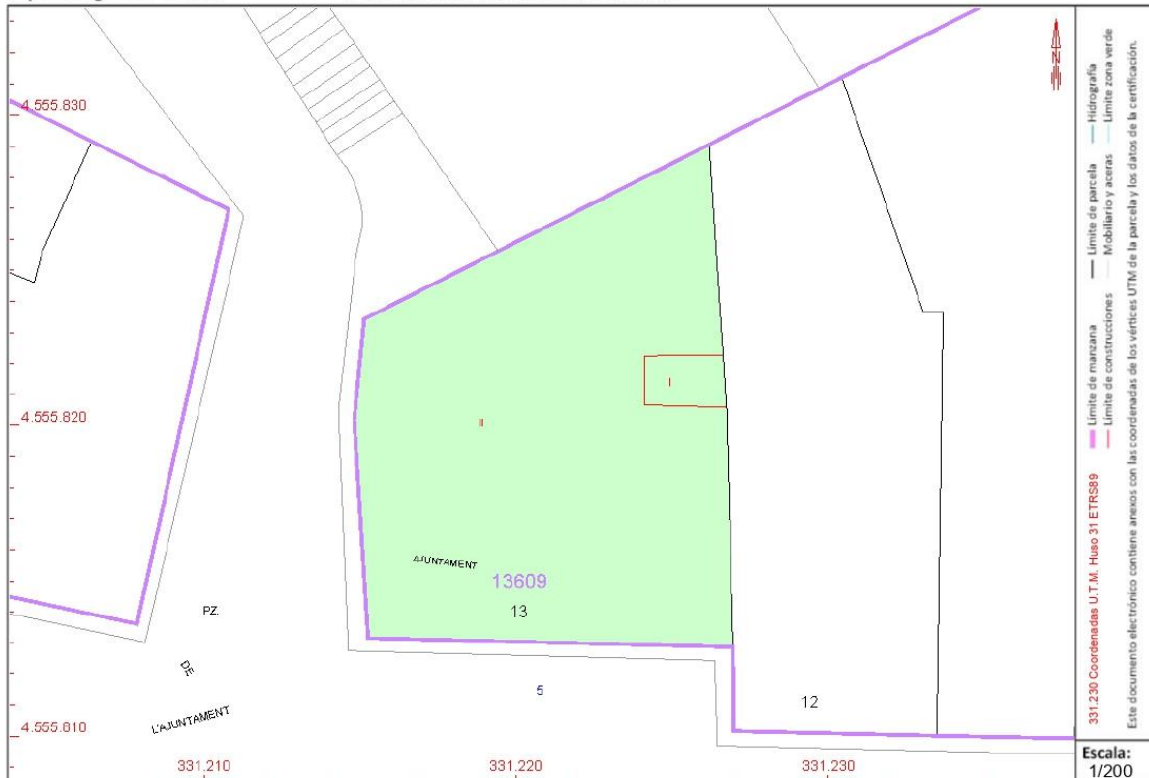 4.555.830
4.555.820
4.555.010
331.210
331.220
331.230
I
II
AJUNTAMENT
13609
13
5
12
PZ.
DE
L'AJUNTAMENT
N
331.230 Coordenadas U.T.M. Huso 31 ETRS89
Límite de manzana
Límite de parcela
Hidrografía
Límite de construcciones
Mobiliario y aceras
Límite zona verde
Este documento electrónico contiene anexos con las coordenadas de los vértices UTM de la parcela y los datos de la certificación.
Escala:
1/200